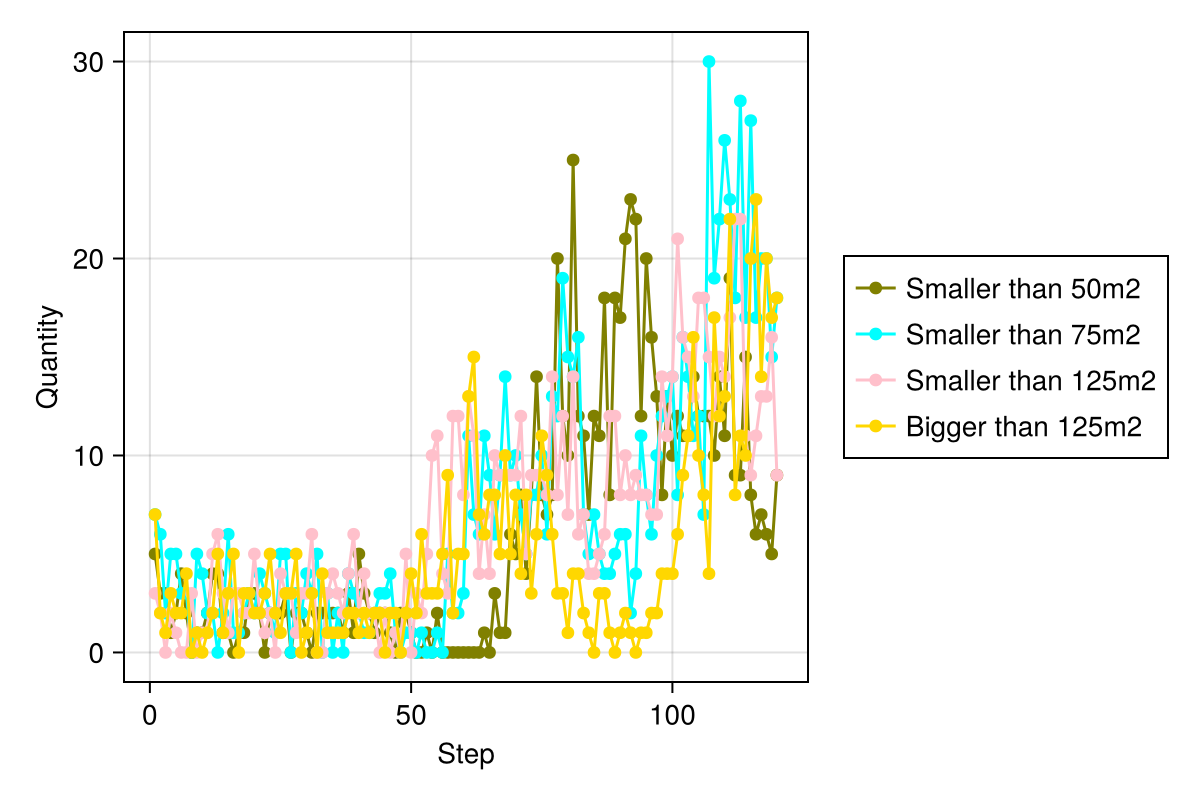 30
20
10
0
Quantity
0
50
100
Step
Smaller than 50m2
Smaller than 75m2
Smaller than 125m2
Bigger than 125m2